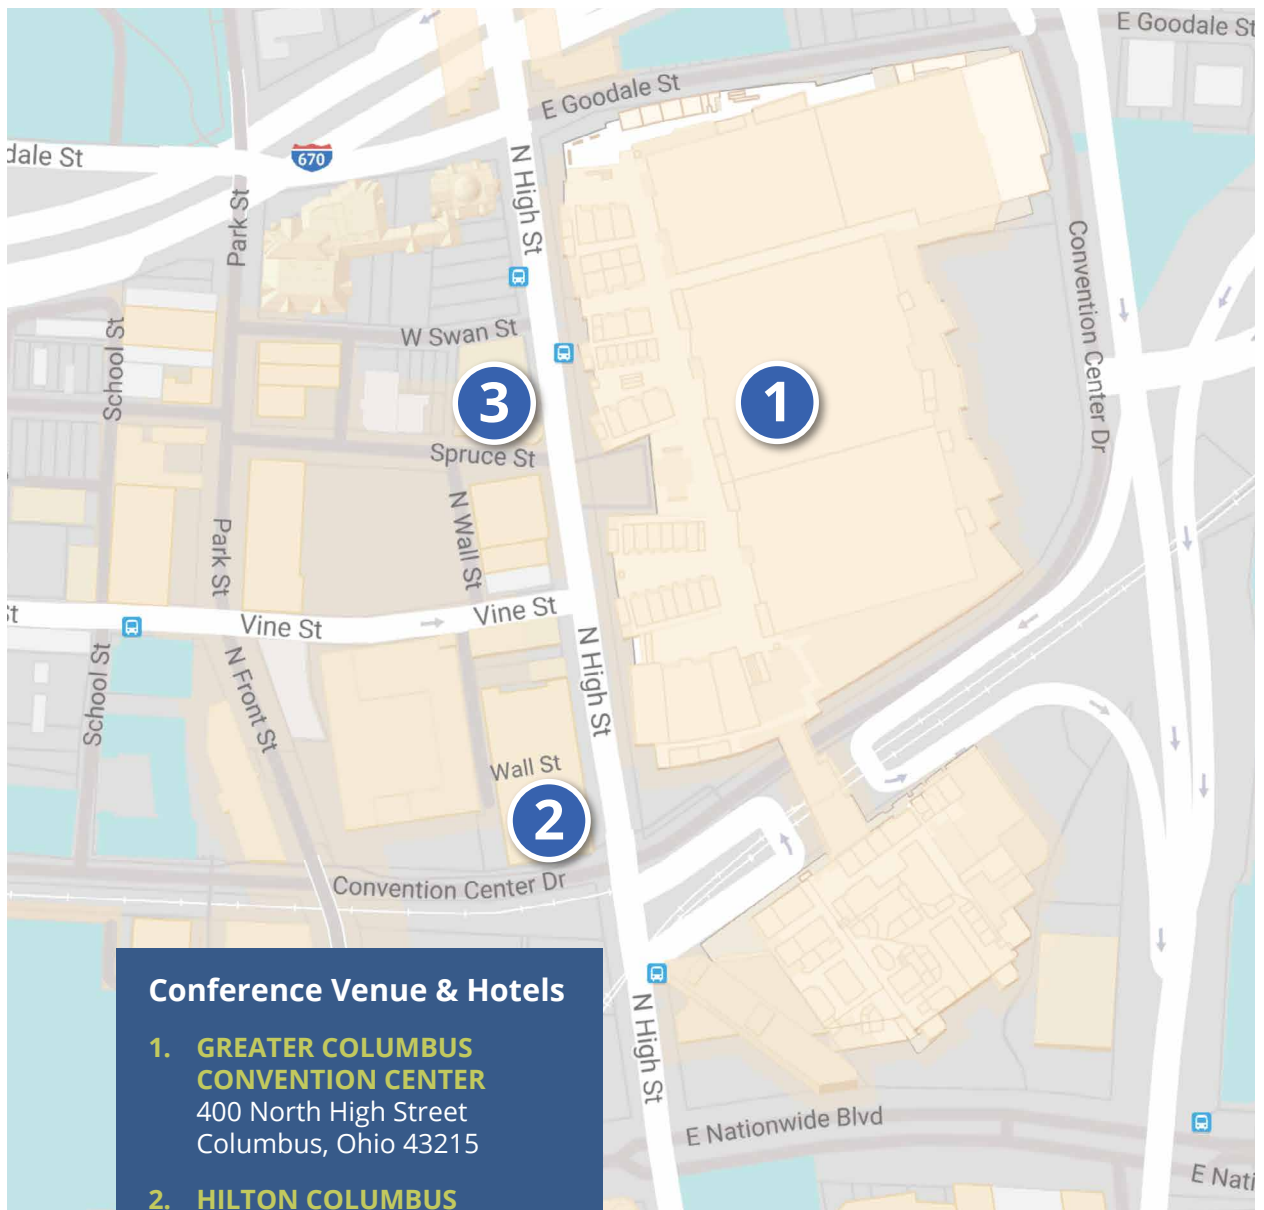 E Goodale St
E Goodale St
dale St
670
N High St
Park St
Convention Center Dr
W Swan St
School St
3
1
Spruce St
N Wall St
Park St
St
Vine St
Vine St
N High St
School St
N Front St
Wall St
2
Convention Center Dr
N High St
E Nationwide Blvd
E Nati
Conference Venue & Hotels
1. GREATER COLUMBUS
CONVENTION CENTER
400 North High Street
Columbus, Ohio 43215
2. HILTON COLUMBUS